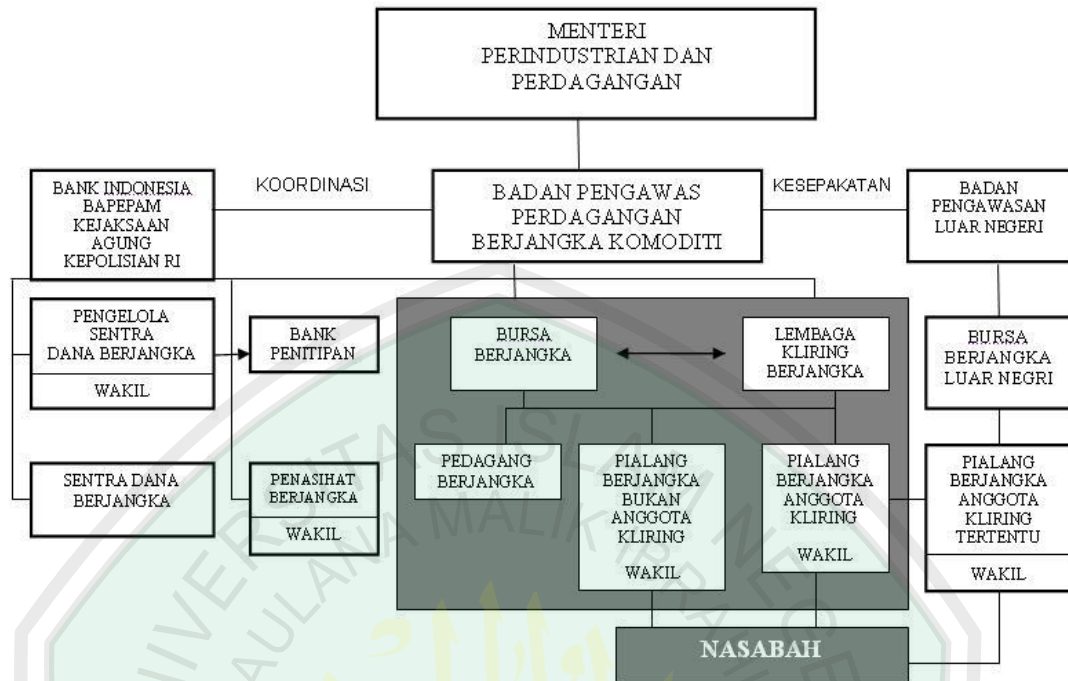 MENTERI
PERINDUSTRIAN DAN
PERDAGANGAN
BANK INDONESIA
BAPEPAM
KEJAKSAAN
AGUNG
KEPOLISIAN RI
KOORDINASI
BADAN PENGAWAS
PERDAGANGAN
BERJANGKA KOMODITI
KESEPAKATAN
BADAN
PENGAWASAN
LUAR NEGERI
PENGELOLA
SENTRA
DANA BERJANGKA
WAKIL
BANK
PENITIPAN
BURSA
BERJANGKA
LEMBAGA
KLIRING
BERJANGKA
BURSA
BERJANGKA
LUAR NEGRI
SENTRA DANA
BERJANGKA
PENASIHAT
BERJANGKA
WAKIL
PEDAGANG
BERJANGKA
PIALANG
BERJANGKA
BUKAN
ANGGOTA
KLIRING
WAKIL
PIALANG
BERJANGKA
ANGGOTA
KLIRING
WAKIL
PIALANG
BERJANGKA
ANGGOTA
KLIRING
TERTENTU
WAKIL
NASABAH